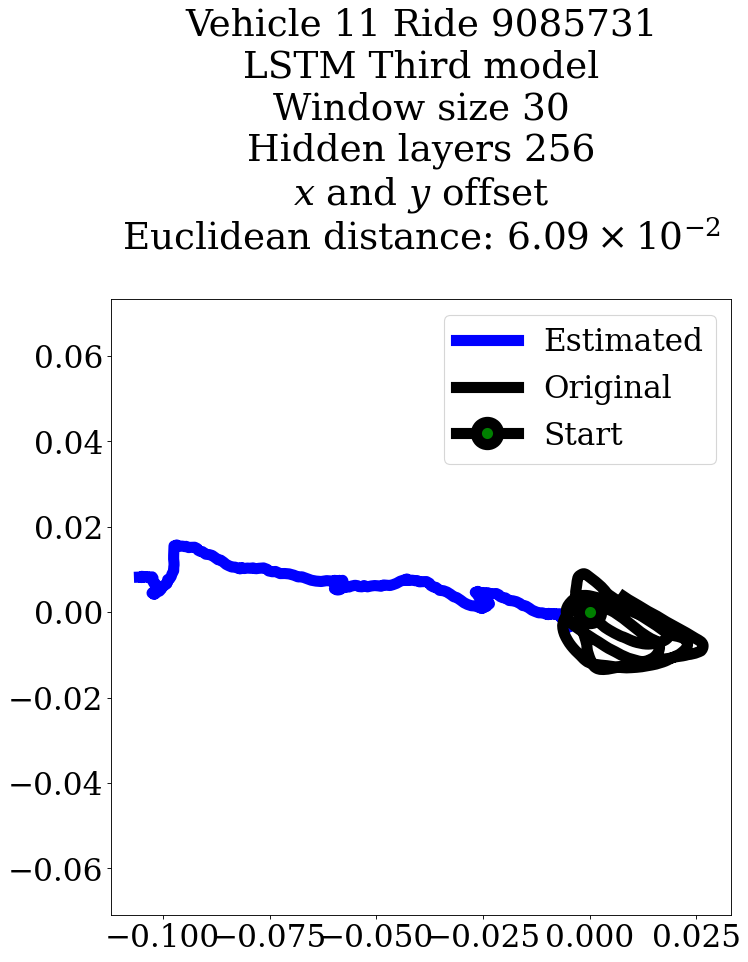 Vehicle 11 Ride 9085731
LSTM Third model
Window size 30
Hidden layers 256
x and y offset
Euclidean distance: 6.09 × 10⁻²
Estimated
Original
Start
0.06
0.04
0.02
0.00
−0.02
−0.04
−0.06
−0.100 −0.075 −0.050 −0.025 0.000 0.025